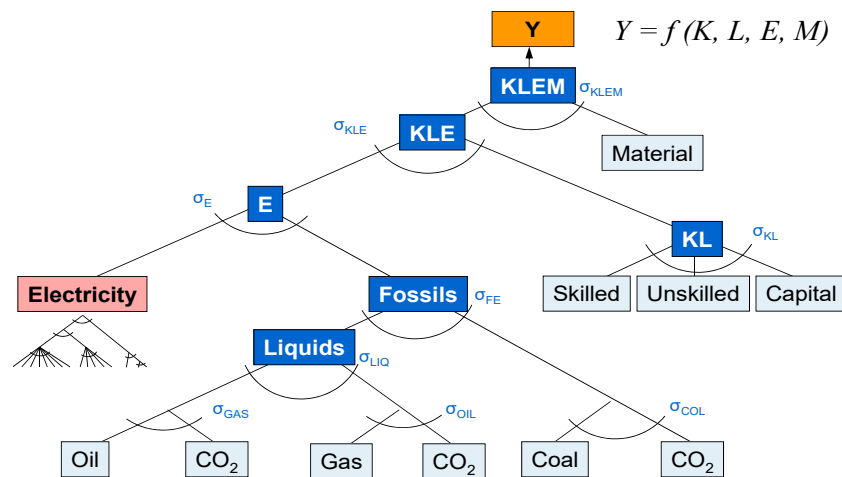 Y
Y = f (K, L, E, M)
KLEM
σKLEM
KLE
σKLE
Material
E
σE
KL
σKL
Electricity
Fossils
σFE
Skilled
Unskilled
Capital
Liquids
σLIQ
σGAS
σOIL
σCOL
Oil
CO₂
Gas
CO₂
Coal
CO₂